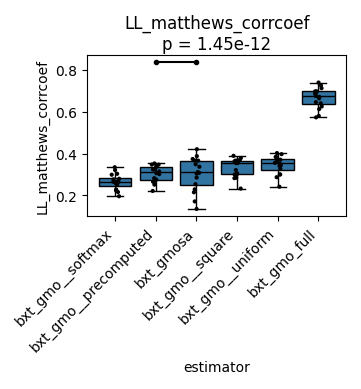 LL_matthews_corrcoef
p = 1.45e-12
LL_matthews_corrcoef
0.8
0.6
0.4
0.2
bxt_gmo__softmax
bxt_gmo__precomputed
bxt_gmosa
bxt_gmo__square
bxt_gmo__uniform
bxt_gmo_full
estimator